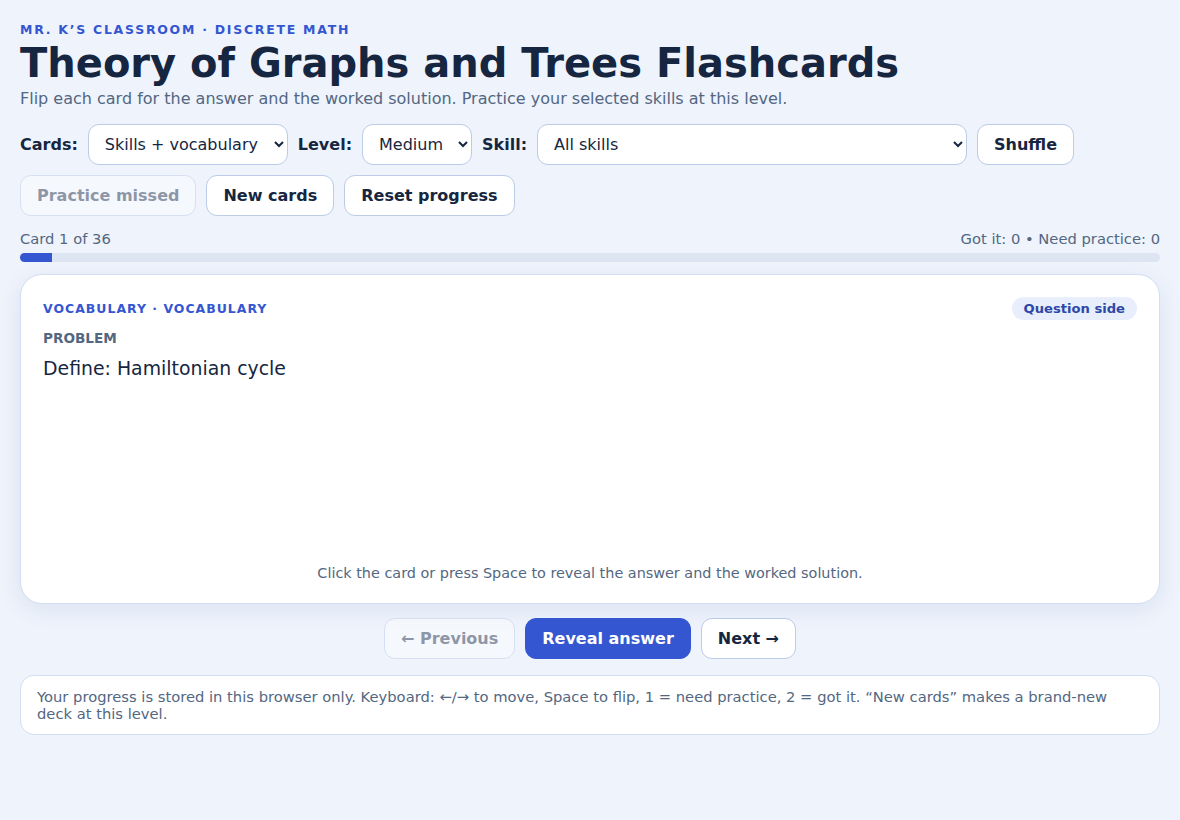 MR. K’S CLASSROOM · DISCRETE MATH
Theory of Graphs and Trees Flashcards
Flip each card for the answer and the worked solution. Practice your selected skills at this level.
Cards: Skills + vocabulary Level: Medium Skill: All skills Shuffle
Practice missed New cards Reset progress
Card 1 of 36 Got it: 0 • Need practice: 0
VOCABULARY · VOCABULARY Question side
PROBLEM
Define: Hamiltonian cycle
Click the card or press Space to reveal the answer and the worked solution.
← Previous Reveal answer Next →
Your progress is stored in this browser only. Keyboard: ←/→ to move, Space to flip, 1 = need practice, 2 = got it. “New cards” makes a brand-new
deck at this level.